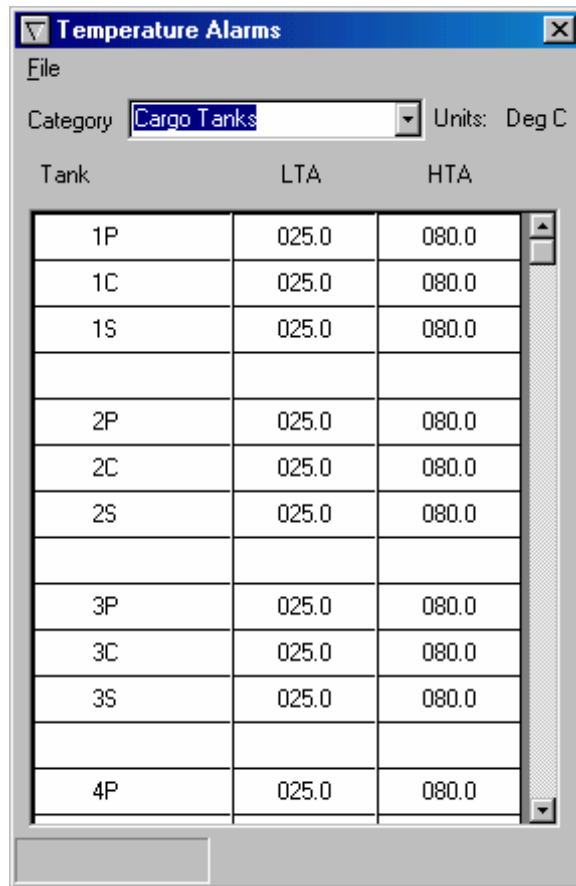 Temperature Alarms
File
Category Cargo Tanks Units: Deg C
Tank LTA HTA
1P 025.0 080.0
1C 025.0 080.0
1S 025.0 080.0
2P 025.0 080.0
2C 025.0 080.0
2S 025.0 080.0
3P 025.0 080.0
3C 025.0 080.0
3S 025.0 080.0
4P 025.0 080.0